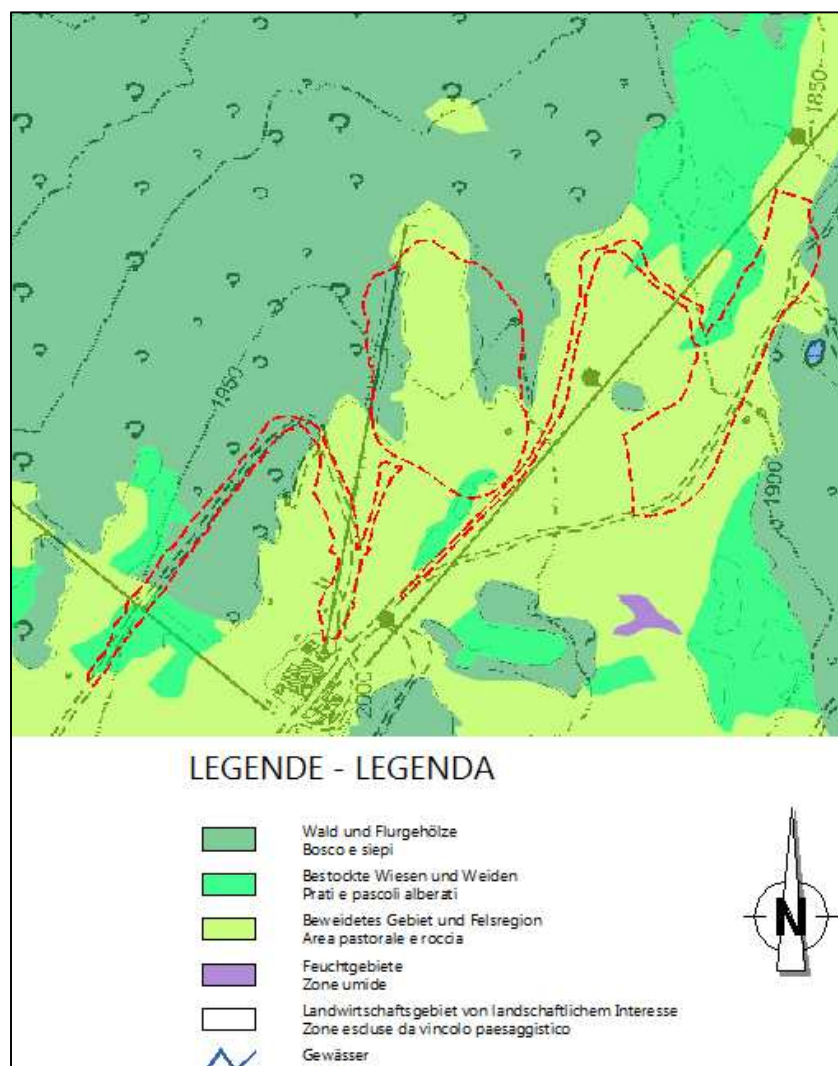 1850
1950
1900
2000
LEGENDE - LEGENDA
Wald und Flurgehölze
Bosco e siepi
Bestockte Wiesen und Weiden
Prati e pascoli alberati
Beweidetes Gebiet und Felsregion
Area pastorale e roccia
N
Feuchtgebiete
Zone umide
Landwirtschaftsgebiet von landschaftlichem Interesse
Zone escluse da vincolo paesaggistico
Gewässer